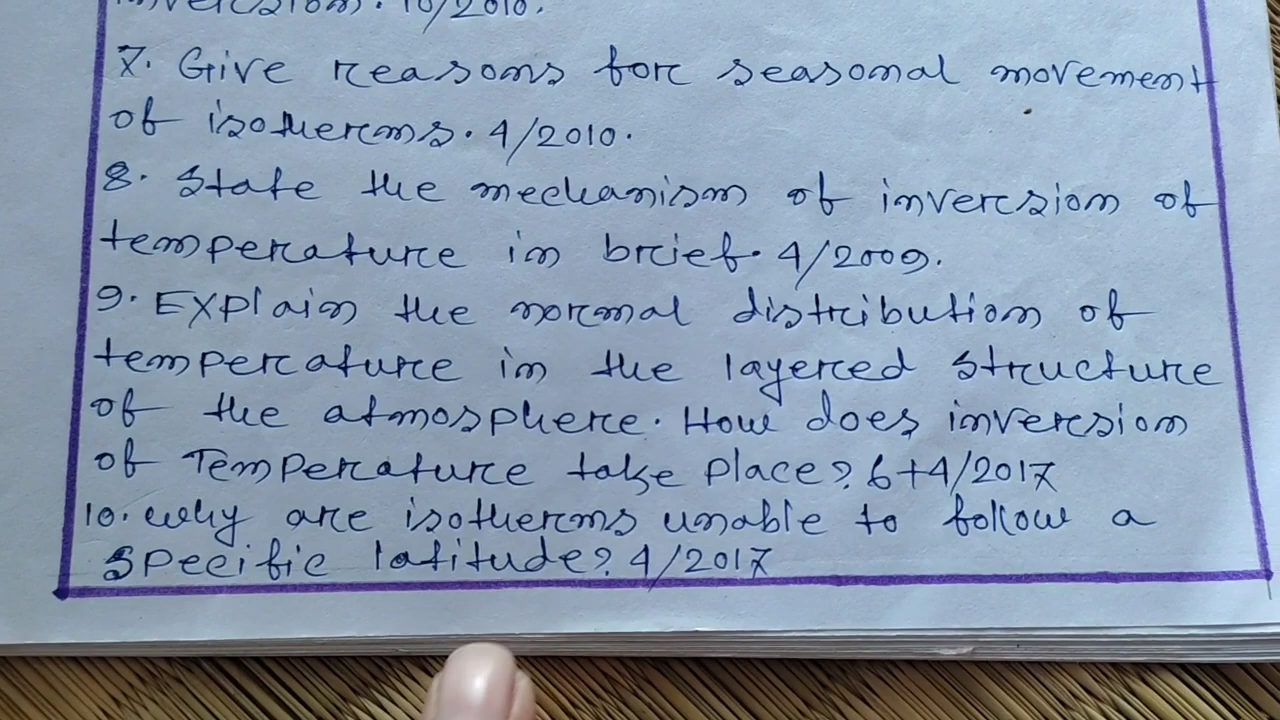 inversion. 10/2010.
7. Give reasons for seasonal movement
of isotherms. 4/2010.
8. State the mechanism of inversion of
temperature in brief. 4/2009.
9. Explain the normal distribution of
temperature in the layered structure
of the atmosphere. How does inversion
of Temperature take place? 6+4/2017
10. Why are isotherms unable to follow a
specific latitude? 4/2017